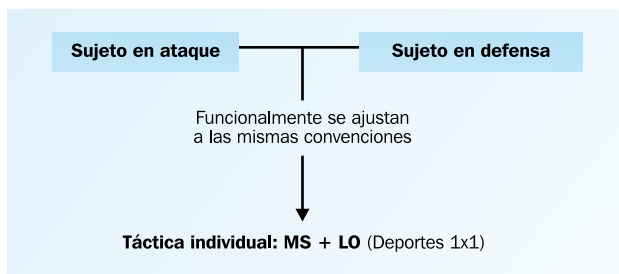 Sujeto en ataque
Sujeto en defensa
Funcionalmente se ajustan
a las mismas convenciones
Táctica individual: MS + LO (Deportes 1x1)